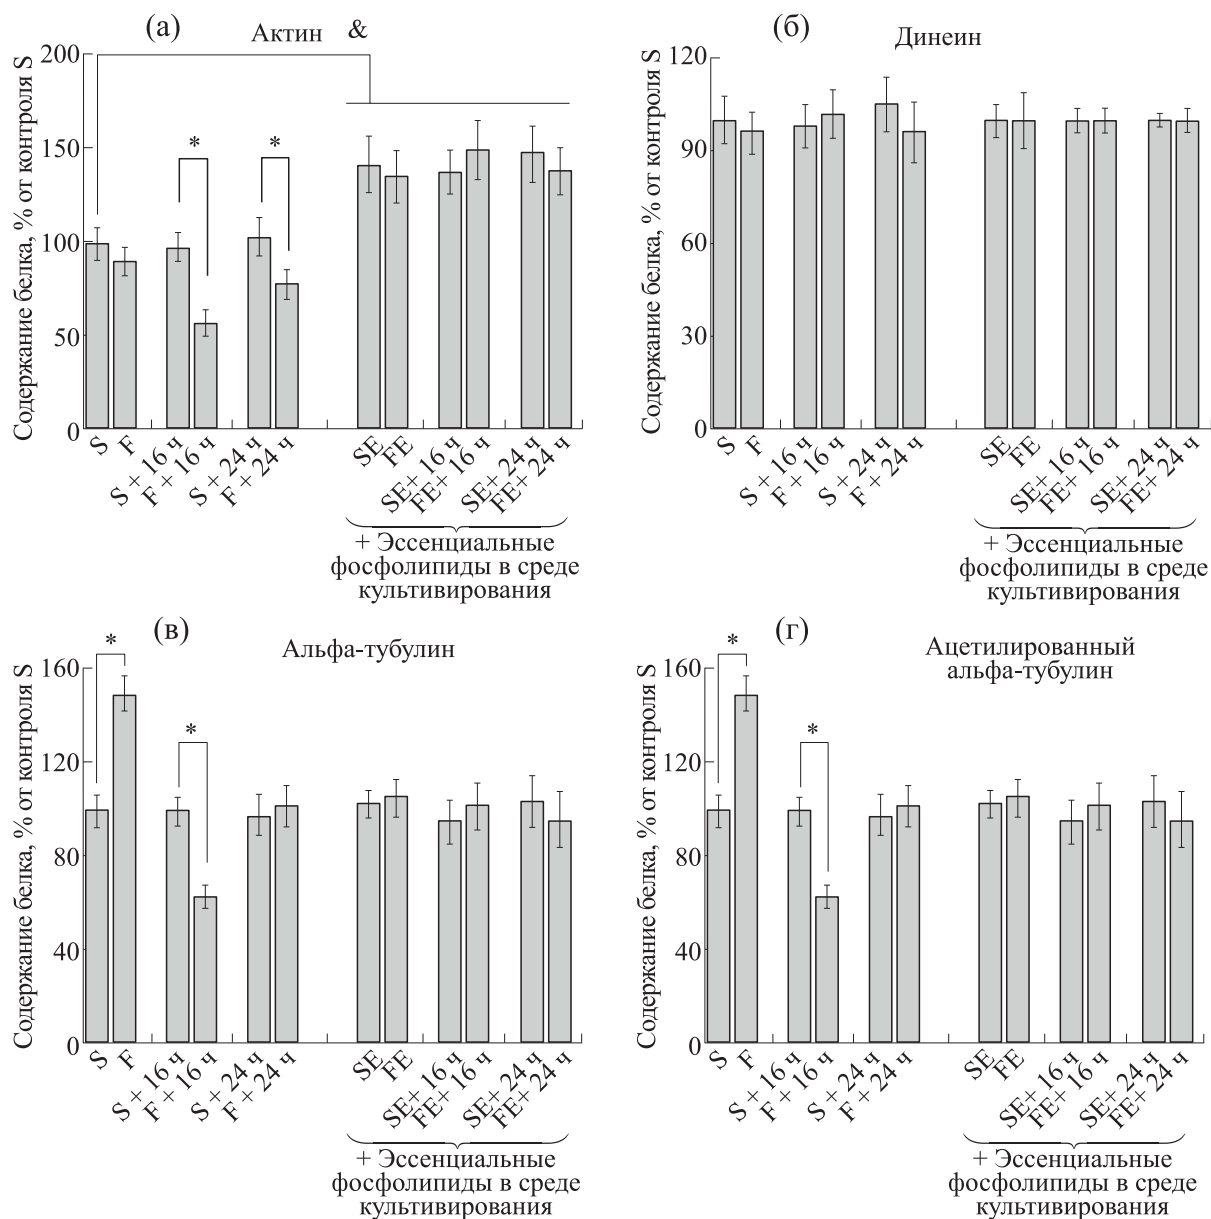 (а)
Актин &
Содержание белка, % от контроля S
200
150
100
50
0
*
*
S
F
S + 16 ч
F + 16 ч
S + 24 ч
F + 24 ч
SE
FE
SE+ 16 ч
FE+ 16 ч
SE+ 24 ч
FE+ 24 ч
+ Эссенциальные
фосфолипиды в среде
культивирования
(б)
Динеин
Содержание белка, % от контроля S
120
90
60
30
0
S
F
S + 16 ч
F + 16 ч
S + 24 ч
F + 24 ч
SE
FE
SE+ 16 ч
FE+ 16 ч
SE+ 24 ч
FE+ 24 ч
+ Эссенциальные
фосфолипиды в среде
культивирования
(в)
Альфа-тубулин
Содержание белка, % от контроля S
160
120
80
40
0
*
*
S
F
S + 16 ч
F + 16 ч
S + 24 ч
F + 24 ч
SE
FE
SE+ 16 ч
FE+ 16 ч
SE+ 24 ч
FE+ 24 ч
+ Эссенциальные
фосфолипиды в среде
культивирования
(г)
Ацетилированный
альфа-тубулин
Содержание белка, % от контроля S
160
120
80
40
0
*
*
S
F
S + 16 ч
F + 16 ч
S + 24 ч
F + 24 ч
SE
FE
SE+ 16 ч
FE+ 16 ч
SE+ 24 ч
FE+ 24 ч
+ Эссенциальные
фосфолипиды в среде
культивирования